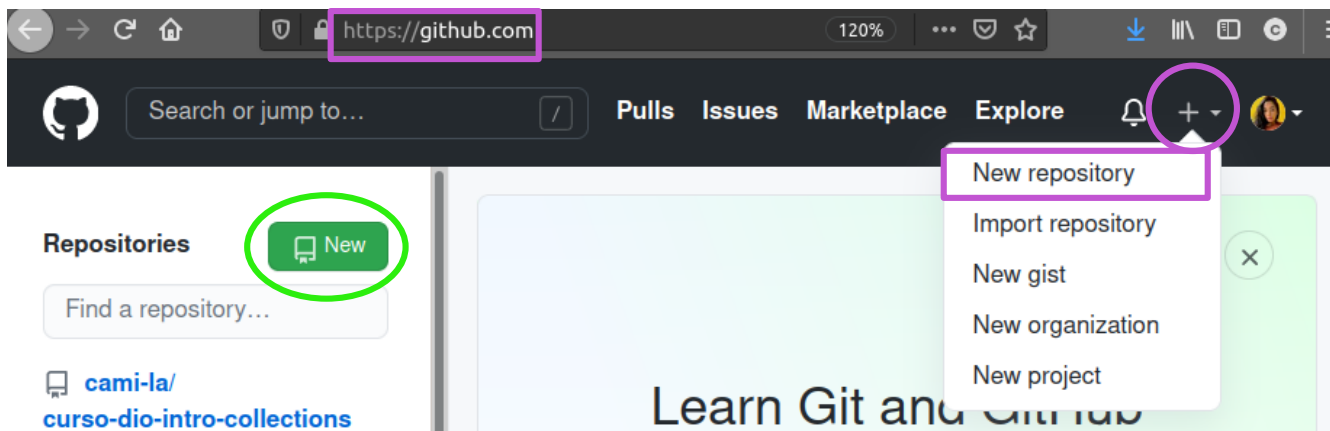 https://github.com
120%
Search or jump to...
/
Pulls Issues Marketplace Explore
New repository
Import repository
New gist
New organization
New project
Repositories
New
Find a repository...
cami-la/
curso-dio-intro-collections
Learn Git and GitHub